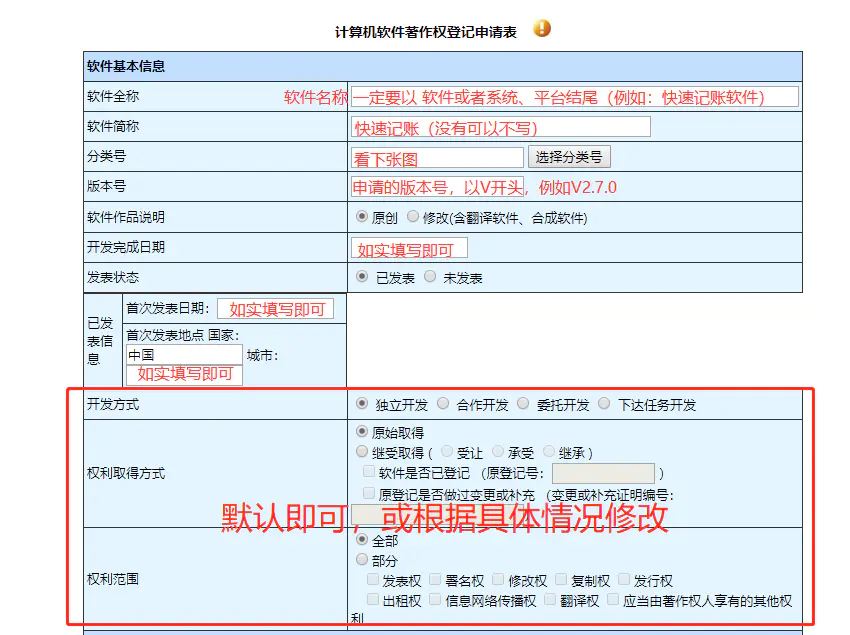 计算机软件著作权登记申请表
软件基本信息
软件全称 软件名称 一定要以 软件或者系统、平台结尾（例如：快速记账软件）
软件简称 快速记账（没有可以不写）
分类号 看下张图 选择分类号
版本号 申请的版本号，以V开头，例如V2.7.0
软件作品说明 原创 修改(含翻译软件、合成软件)
开发完成日期 如实填写即可
发表状态 已发表 未发表
已发表信息 首次发表日期： 如实填写即可
首次发表地点 国家：
中国 城市：
如实填写即可
开发方式 独立开发 合作开发 委托开发 下达任务开发
权利取得方式 原始取得
继受取得 ( 受让 承受 继承 )
软件是否已登记 （原登记号： ）
原登记是否做过变更或补充 （变更或补充证明编号：
默认即可，或根据具体情况修改
权利范围 全部
部分
发表权 署名权 修改权 复制权 发行权
出租权 信息网络传播权 翻译权 应当由著作权人享有的其他权
利